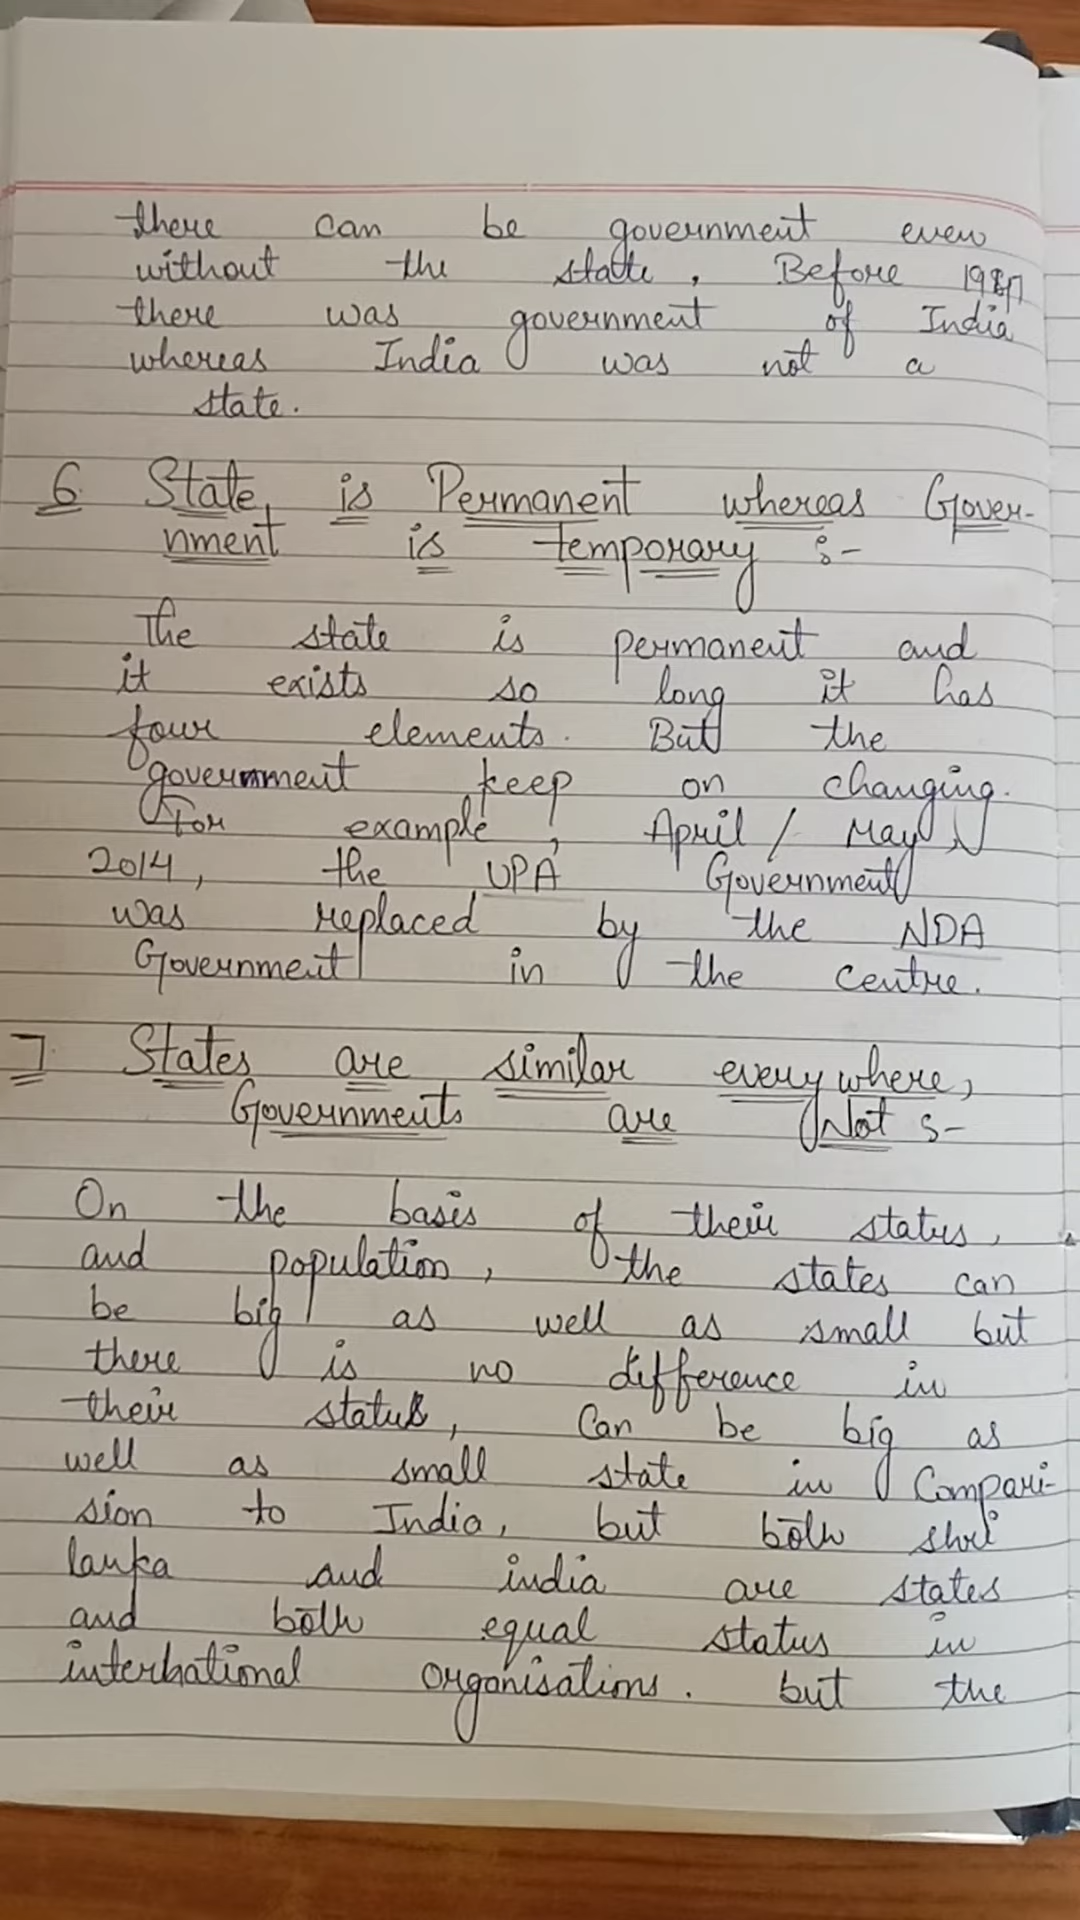 there can be government even
without the state, Before 1947
there was government of India
whereas India was not a
state.
6 State is Permanent whereas Gover-
nment is temporary :-
The state is permanent and
it exists so long it has
four elements. But the
government keep on changing.
For example, April / May,
2014, the UPA Government
was replaced by the NDA
Government in the centre.
7. States are similar everywhere,
Governments are Not :-
On the basis of their status,
and population, the states can
be big as well as small but
there is no difference in
their status, Can be big as
well as small state in Compari-
sion to India, but both shri
lanka and india are states
and both equal status in
international organisations. but the